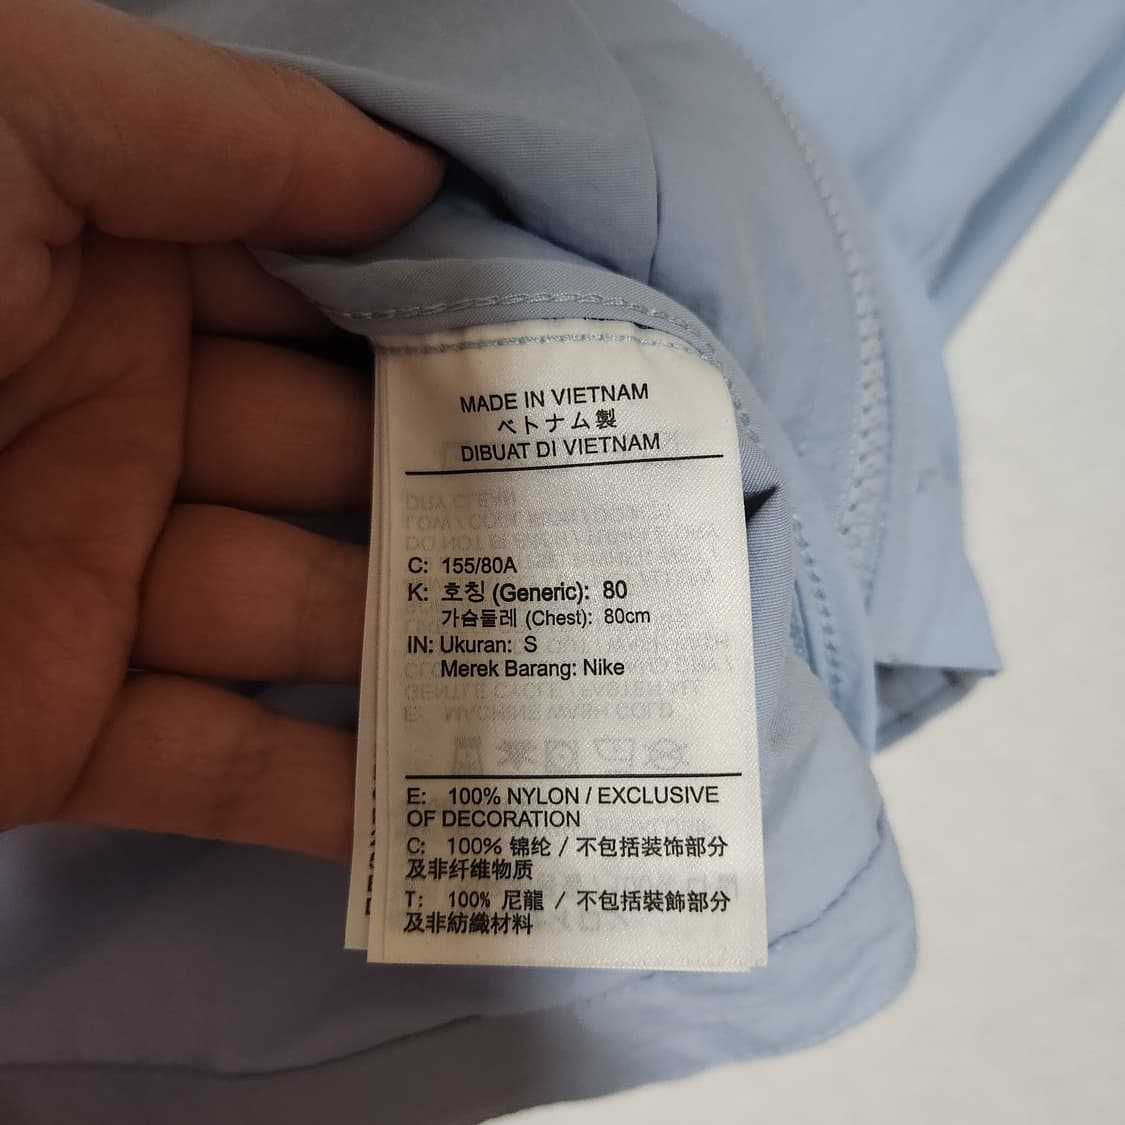 MADE IN VIETNAM
ベトナム製
DIBUAT DI VIETNAM
C: 155/80A
K: 호칭 (Generic): 80
가슴둘레 (Chest): 80cm
IN: Ukuran: S
Merek Barang: Nike
E: 100% NYLON / EXCLUSIVE
OF DECORATION
C: 100% 锦纶 / 不包括装饰部分
及非纤维物质
T: 100% 尼龍 / 不包括裝飾部分
及非紡織材料